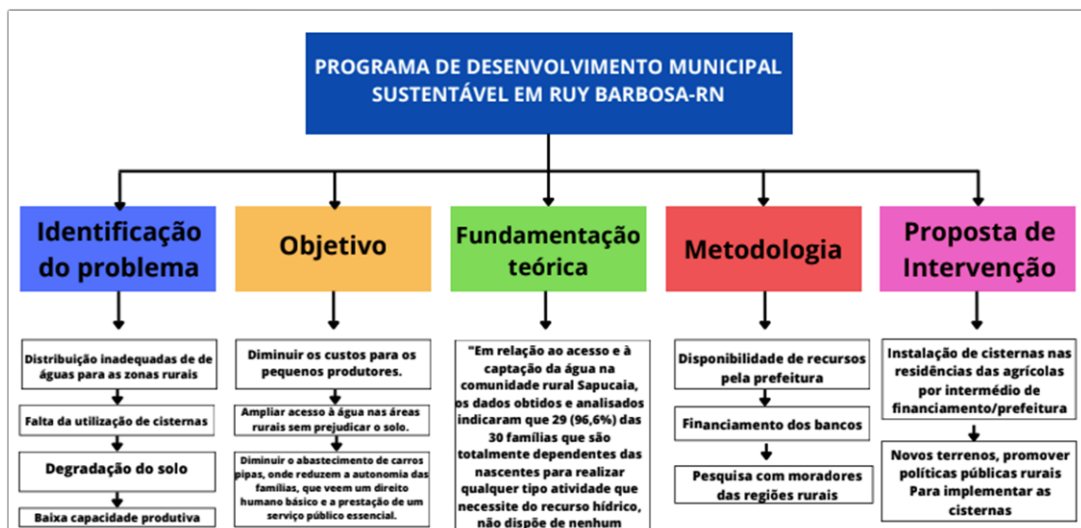 PROGRAMA DE DESENVOLVIMENTO MUNICIPAL
SUSTENTÁVEL EM RUY BARBOSA-RN
Identificação
do problema
Distribuição inadequadas de de
águas para as zonas rurais
Falta da utilização de cisternas
Degradação do solo
Baixa capacidade produtiva
Objetivo
Diminuir os custos para os
pequenos produtores.
Ampliar acesso à água nas áreas
rurais sem prejudicar o solo.
Diminuir o abastecimento de carros
pipas, onde reduzem a autonomia das
famílias, que veem um direito
humano básico e a prestação de um
serviço público essencial.
Fundamentação
teórica
"Em relação ao acesso e à
captação da água na
comunidade rural Sapucaia,
os dados obtidos e analisados
indicaram que 29 (96,6%) das
30 famílias que são
totalmente dependentes das
nascentes para realizar
qualquer tipo atividade que
necessite do recurso hídrico,
não dispõe de nenhum
Metodologia
Disponibilidade de recursos
pela prefeitura
Financiamento dos bancos
Pesquisa com moradores
das regiões rurais
Proposta de
Intervenção
Instalação de cisternas nas
residências das agrícolas
por intermédio de
financiamento/prefeitura
Novos terrenos, promover
políticas públicas rurais
Para implementar as
cisternas